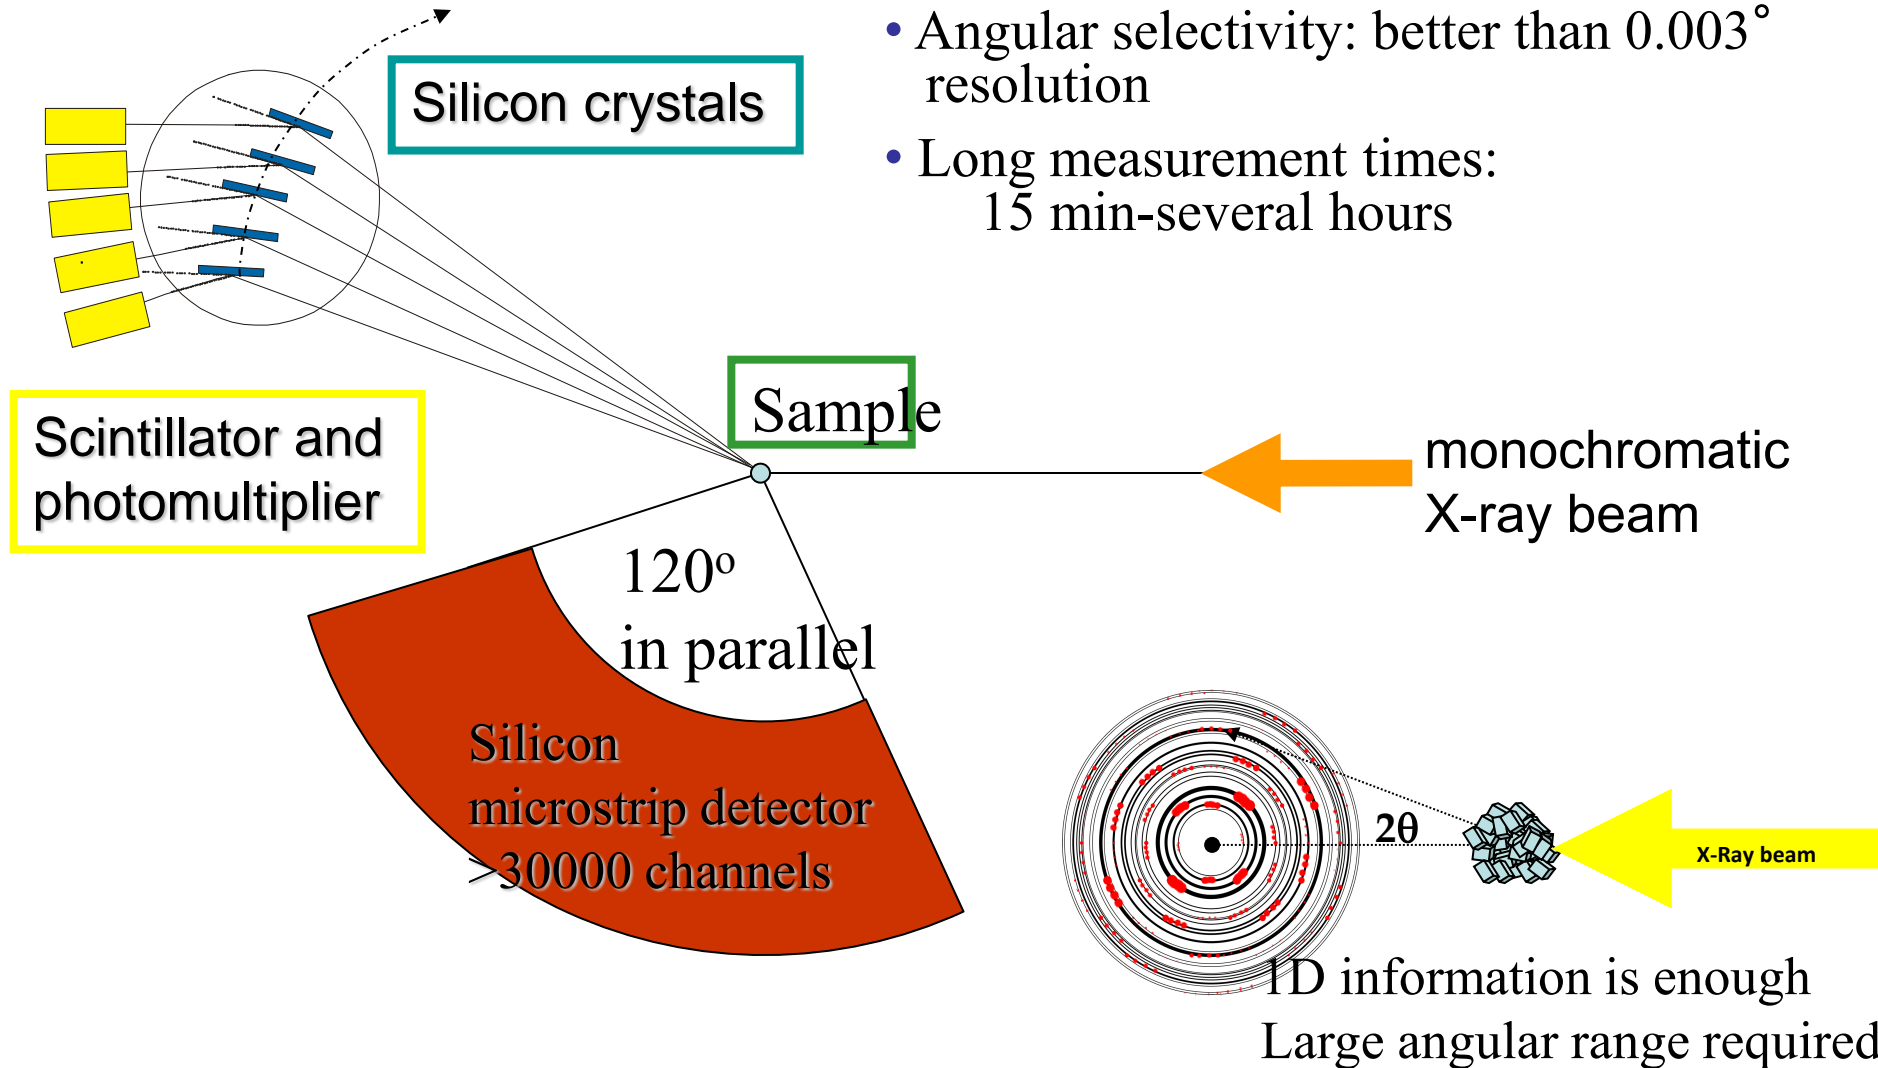 • Angular selectivity: better than 0.003°
resolution
• Long measurement times:
15 min-several hours
Silicon crystals
Sample
Scintillator and
photomultiplier
monochromatic
X-ray beam
120º
in parallel
Silicon
microstrip detector
>30000 channels
2θ
X-Ray beam
1D information is enough
Large angular range required